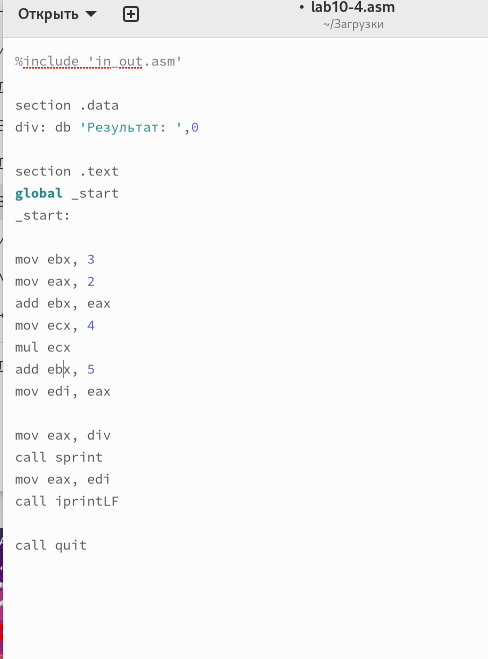 Открыть
• lab10-4.asm
~/Загрузки
%include 'in_out.asm'
section .data
div: db 'Результат: ',0
section .text
global _start
_start:
mov ebx, 3
mov eax, 2
add ebx, eax
mov ecx, 4
mul ecx
add ebx, 5
mov edi, eax
mov eax, div
call sprint
mov eax, edi
call iprintLF
call quit